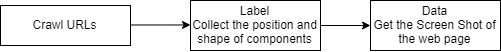 Crawl URLs
Label
Collect the position and
shape of components
Data
Get the Screen Shot of
the web page